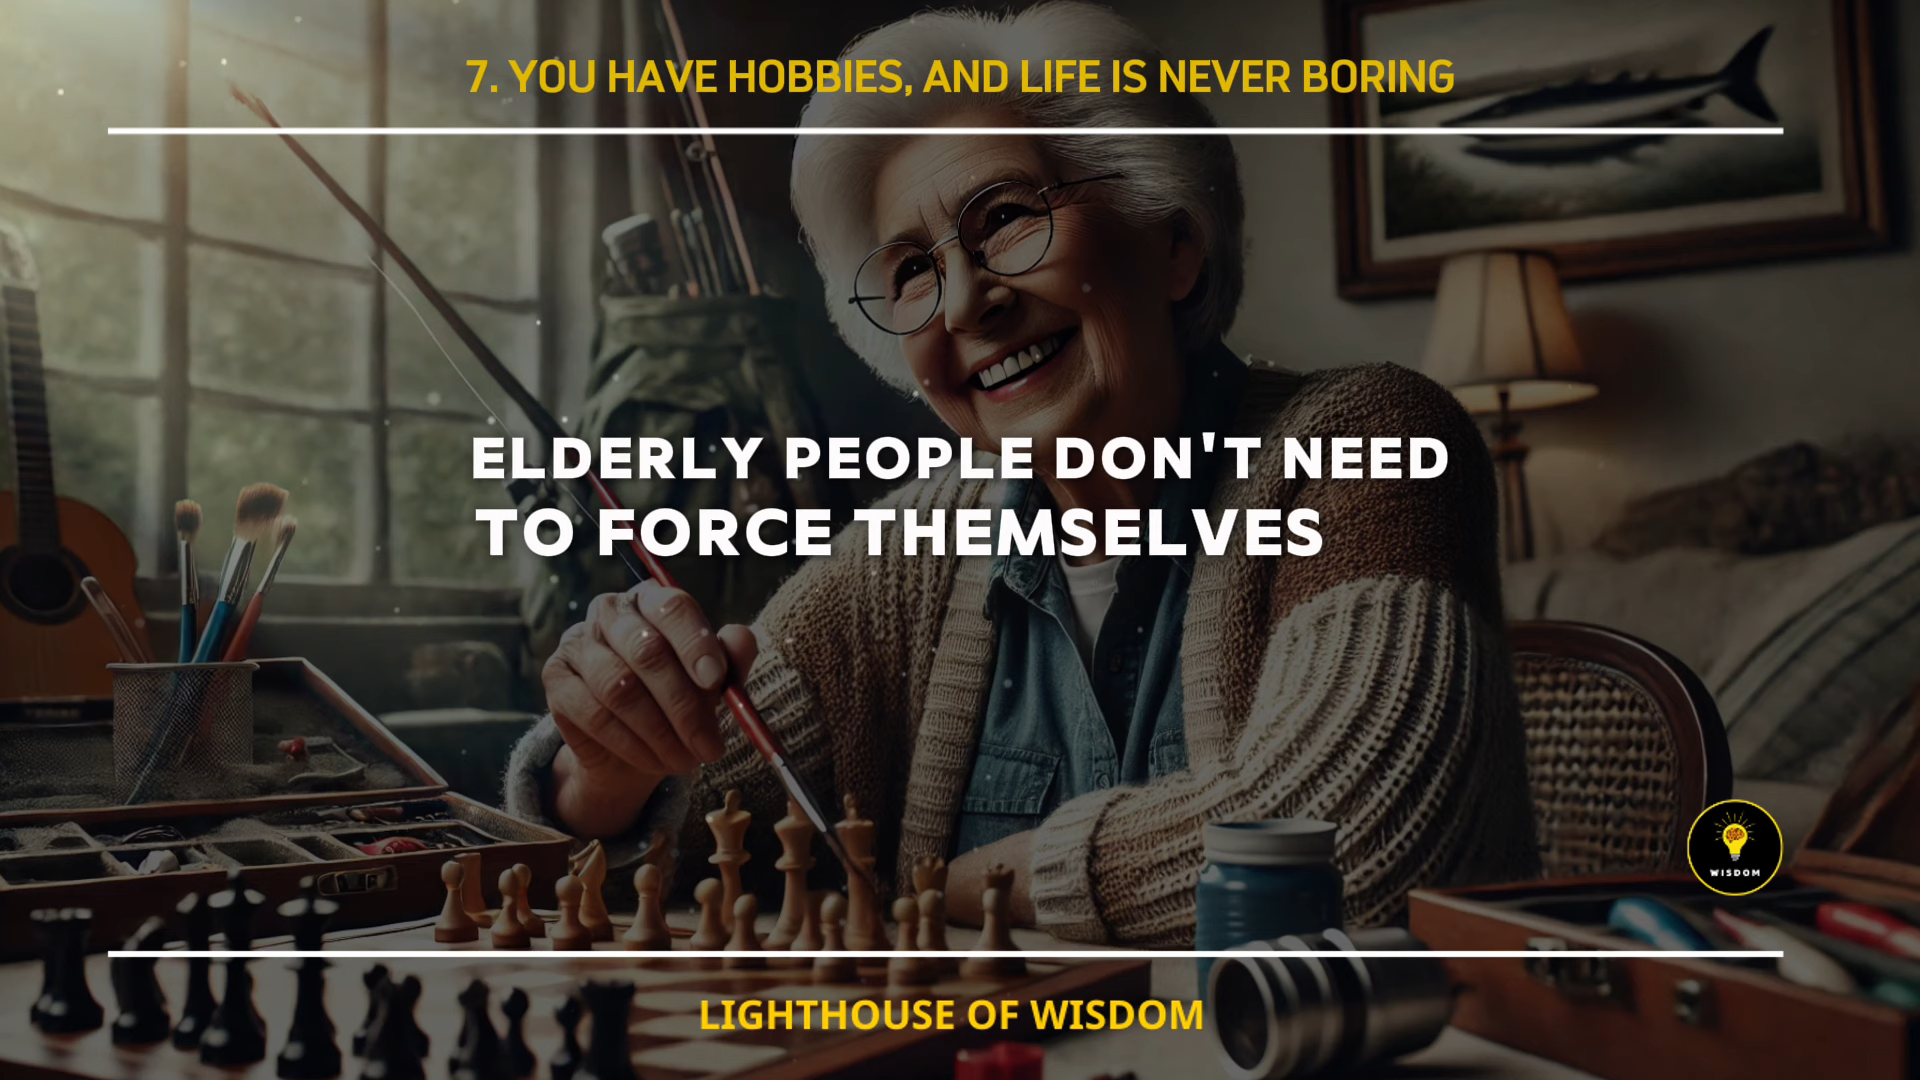 7. YOU HAVE HOBBIES, AND LIFE IS NEVER BORING
ELDERLY PEOPLE DON'T NEED
TO FORCE THEMSELVES
WISDOM
LIGHTHOUSE OF WISDOM